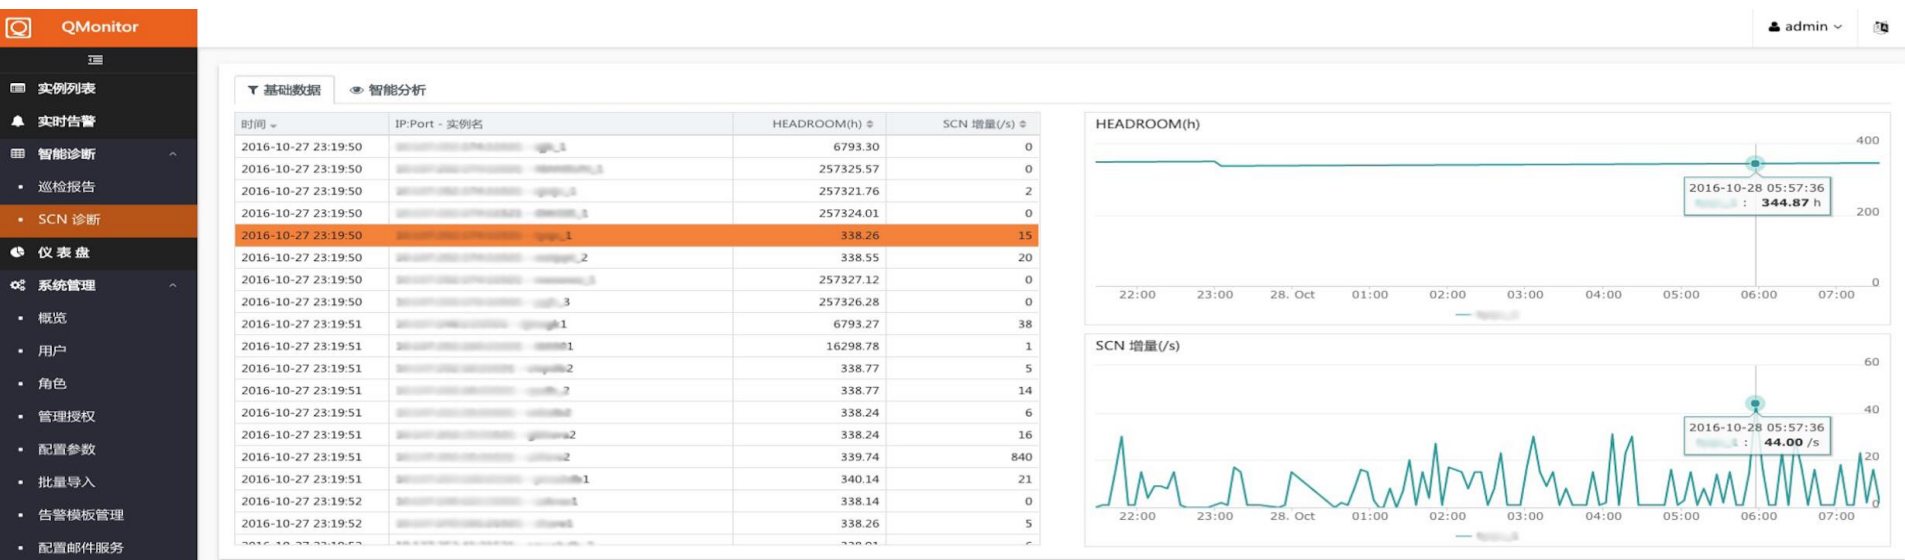 QMonitor
admin
实例列表
实时告警
智能诊断
巡检报告
SCN 诊断
仪表盘
系统管理
概览
用户
角色
管理授权
配置参数
批量导入
告警模板管理
配置邮件服务
基础数据 智能分析
时间 IP:Port - 实例名 HEADROOM(h) SCN 增量(/s)
2016-10-27 23:19:50 _1 6793.30 0
2016-10-27 23:19:50 _1 257325.57 0
2016-10-27 23:19:50 _1 257321.76 2
2016-10-27 23:19:50 _1 257324.01 0
2016-10-27 23:19:50 _1 338.26 15
2016-10-27 23:19:50 _2 338.55 20
2016-10-27 23:19:50 _1 257327.12 0
2016-10-27 23:19:50 _3 257326.28 0
2016-10-27 23:19:51 1 6793.27 38
2016-10-27 23:19:51 1 16298.78 1
2016-10-27 23:19:51 2 338.77 5
2016-10-27 23:19:51 _2 338.77 14
2016-10-27 23:19:51 338.24 6
2016-10-27 23:19:51 2 338.24 16
2016-10-27 23:19:51 2 339.74 840
2016-10-27 23:19:51 1 340.14 21
2016-10-27 23:19:52 338.14 0
2016-10-27 23:19:52 338.26 5
HEADROOM(h)
400
2016-10-28 05:57:36
: 344.87 h
200
0
22:00 23:00 28. Oct 01:00 02:00 03:00 04:00 05:00 06:00 07:00
SCN 增量(/s)
60
40
2016-10-28 05:57:36
: 44.00 /s
20
0
22:00 23:00 28. Oct 01:00 02:00 03:00 04:00 05:00 06:00 07:00